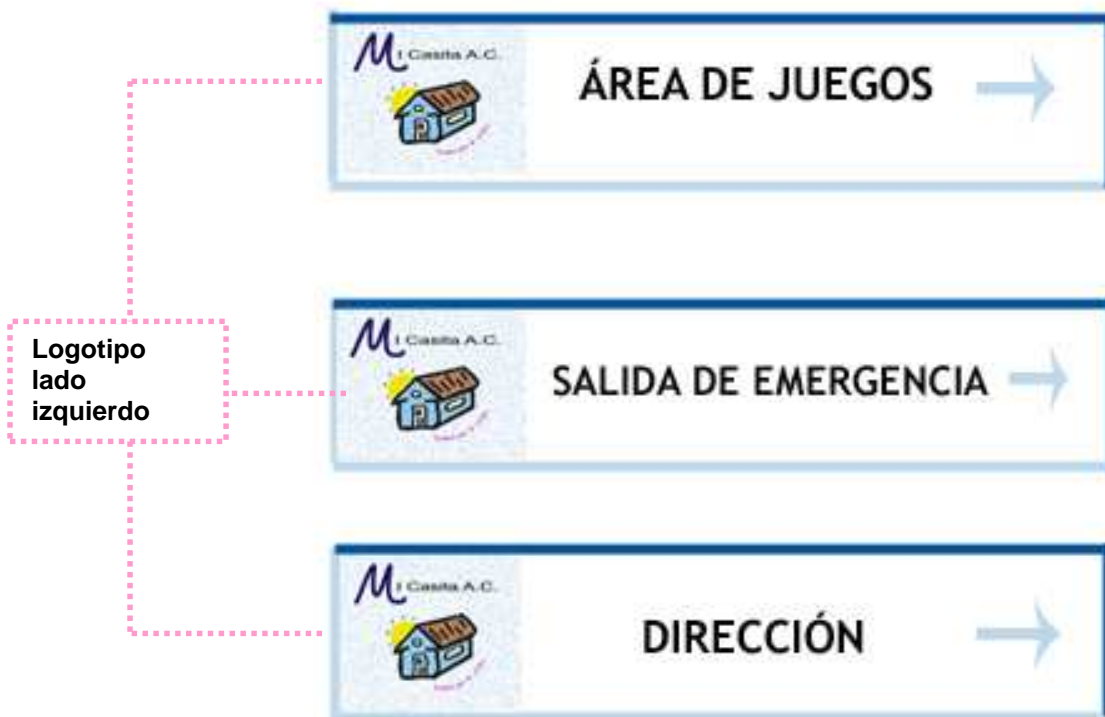 Mi Casita A.C.
ÁREA DE JUEGOS
Mi Casita A.C.
SALIDA DE EMERGENCIA
Logotipo
lado
izquierdo
Mi Casita A.C.
DIRECCIÓN